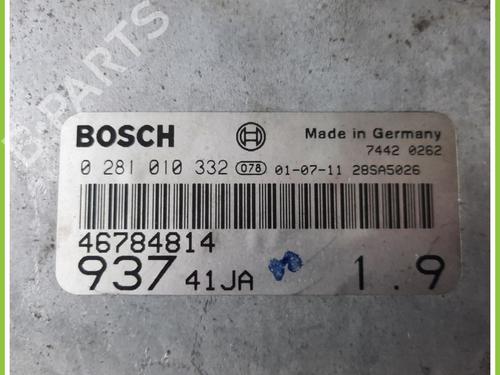 BOSCH
Made in Germany
7442 0262
0 281 010 332 078 01-07-11 28SA5026
46784814
937 41JA 1.9
B-PARTS